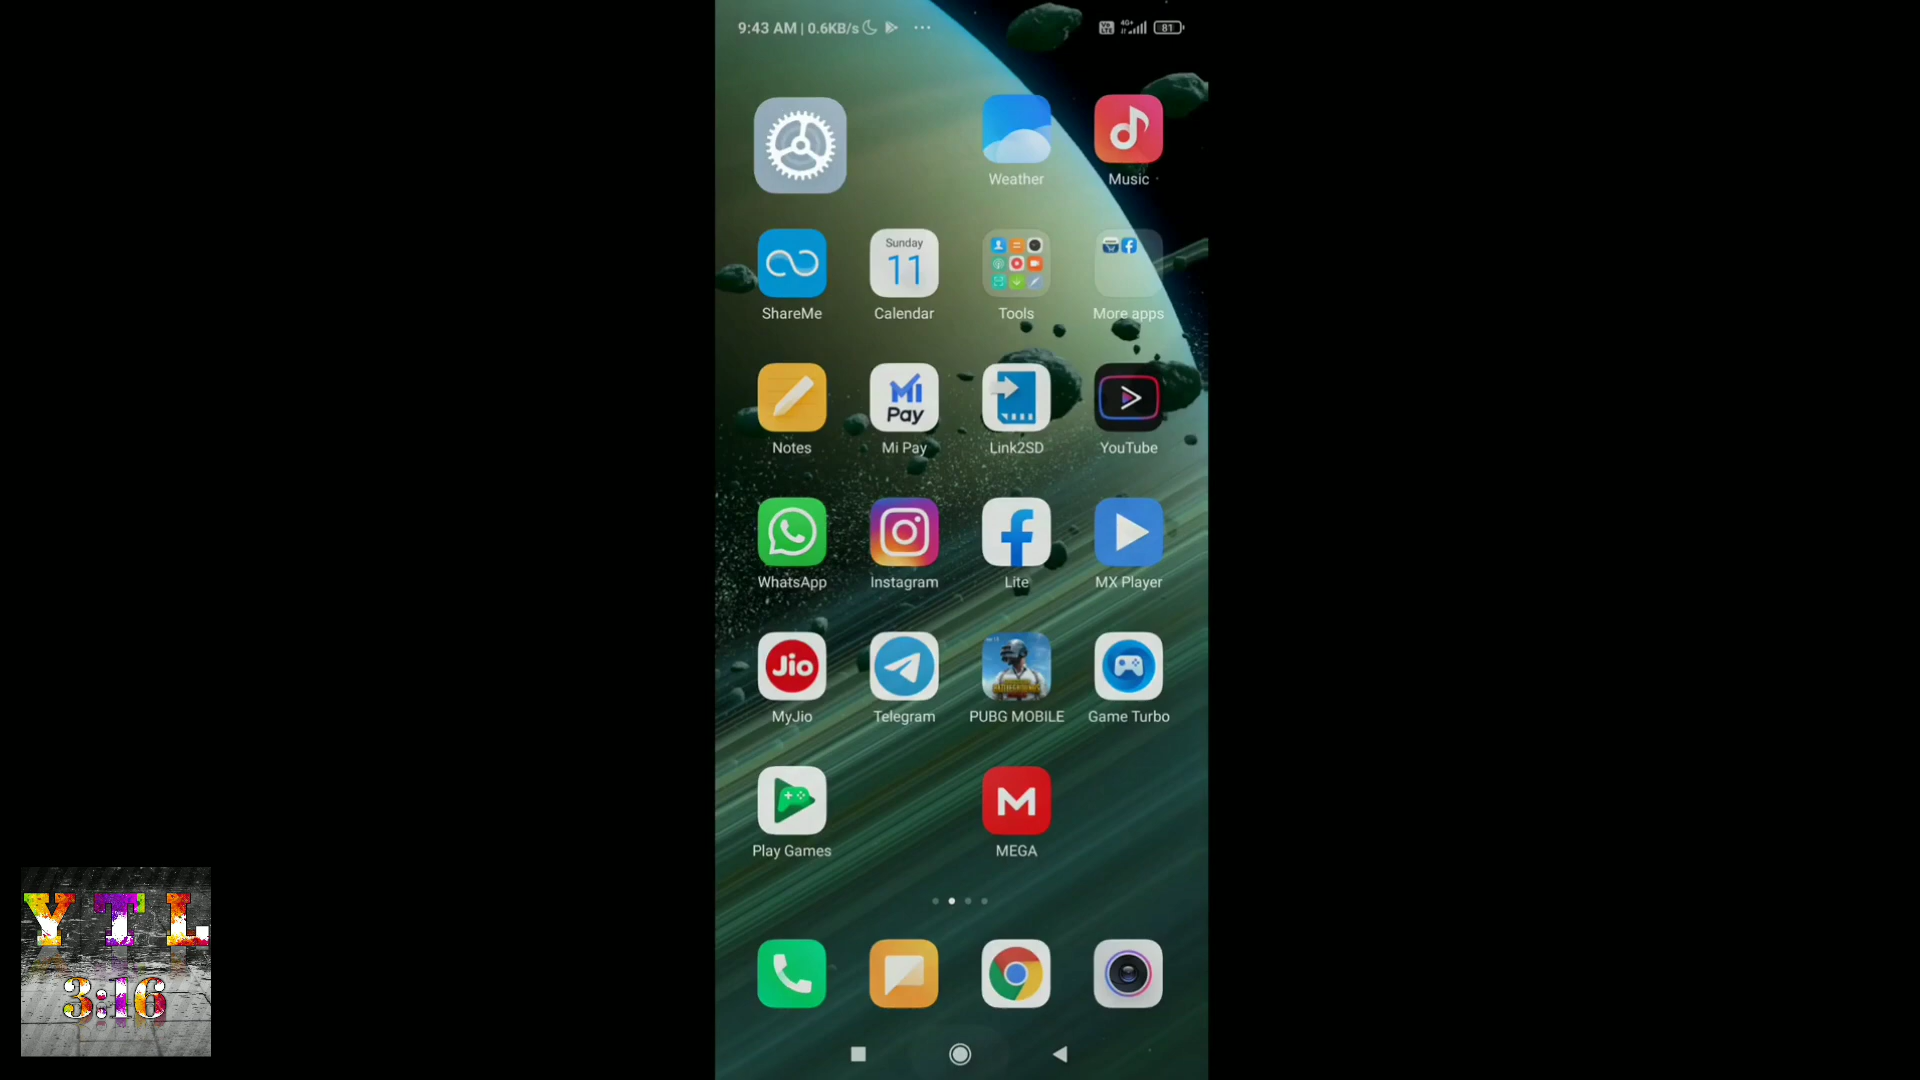 9:43 AM | 0.6KB/s
4G+
81
Weather
Music
Sunday
11
ShareMe
Calendar
Tools
More apps
Mi
Pay
Notes
Mi Pay
Link2SD
YouTube
WhatsApp
Instagram
Lite
MX Player
Jio
MyJio
Telegram
PUBG MOBILE
Game Turbo
Play Games
MEGA
Y T L
3:16